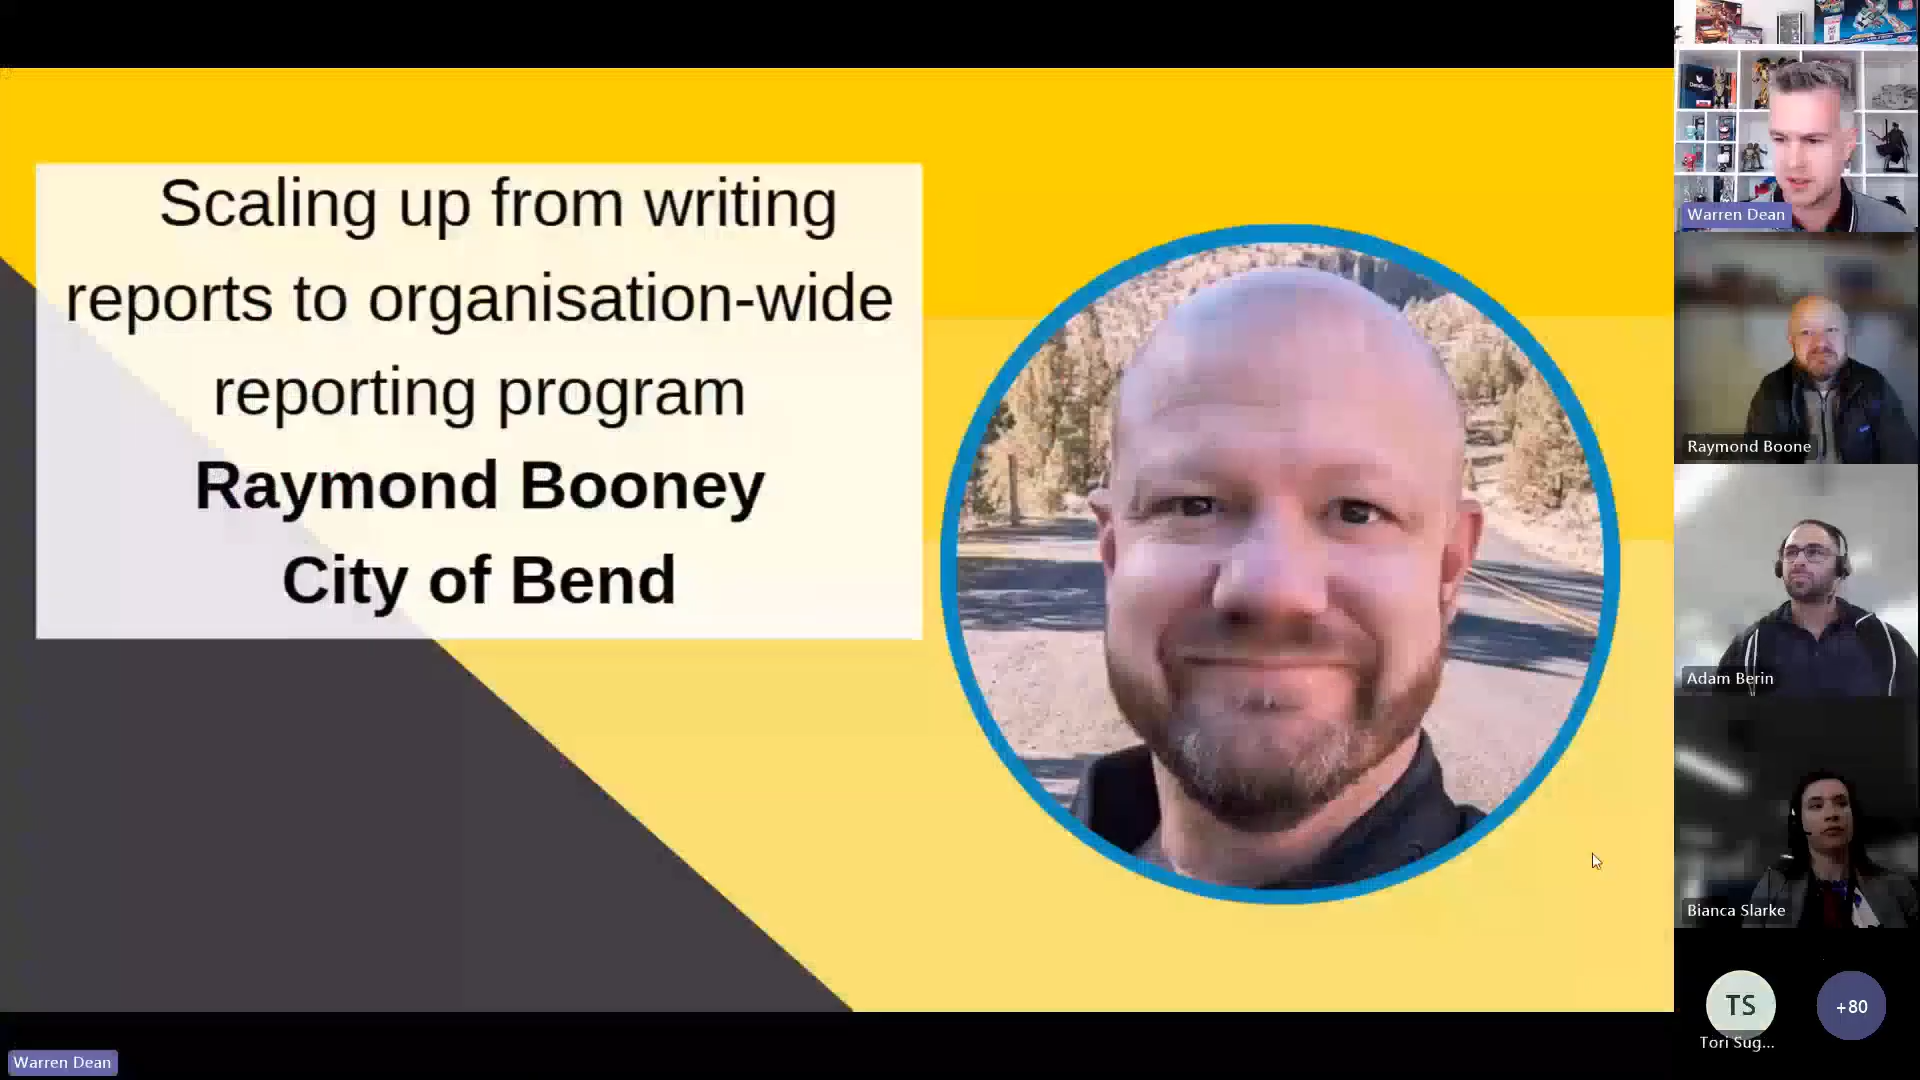 Scaling up from writing
reports to organisation-wide
reporting program
Raymond Booney
City of Bend
Warren Dean
Raymond Boone
Adam Berin
Bianca Slarke
TS
+80
Tori Sug...
Warren Dean